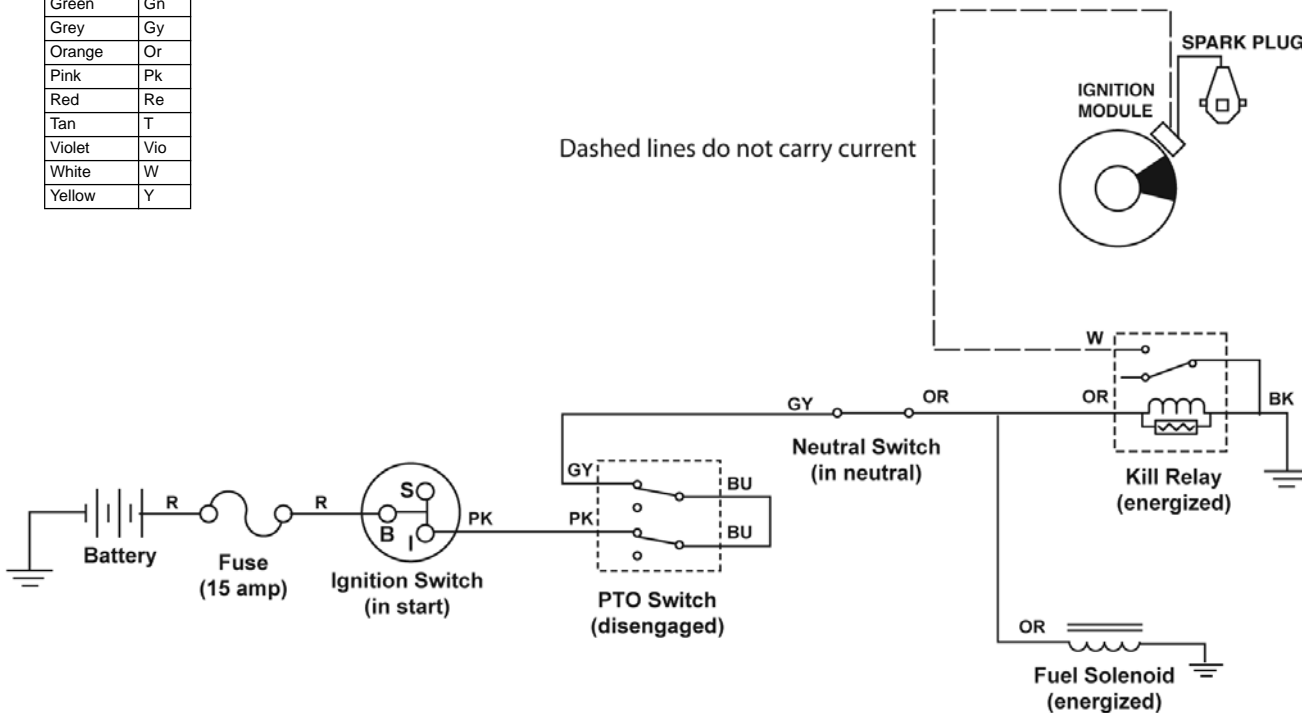 Green Gn
Grey Gy
Orange Or
Pink Pk
Red Re
Tan T
Violet Vio
White W
Yellow Y
SPARK PLUG
IGNITION
MODULE
Dashed lines do not carry current
W
GY
OR
OR
BK
Neutral Switch
(in neutral)
Kill Relay
(energized)
GY
BU
R
R
S
B
I
PK
PK
BU
Battery
Fuse
(15 amp)
Ignition Switch
(in start)
PTO Switch
(disengaged)
OR
Fuel Solenoid
(energized)